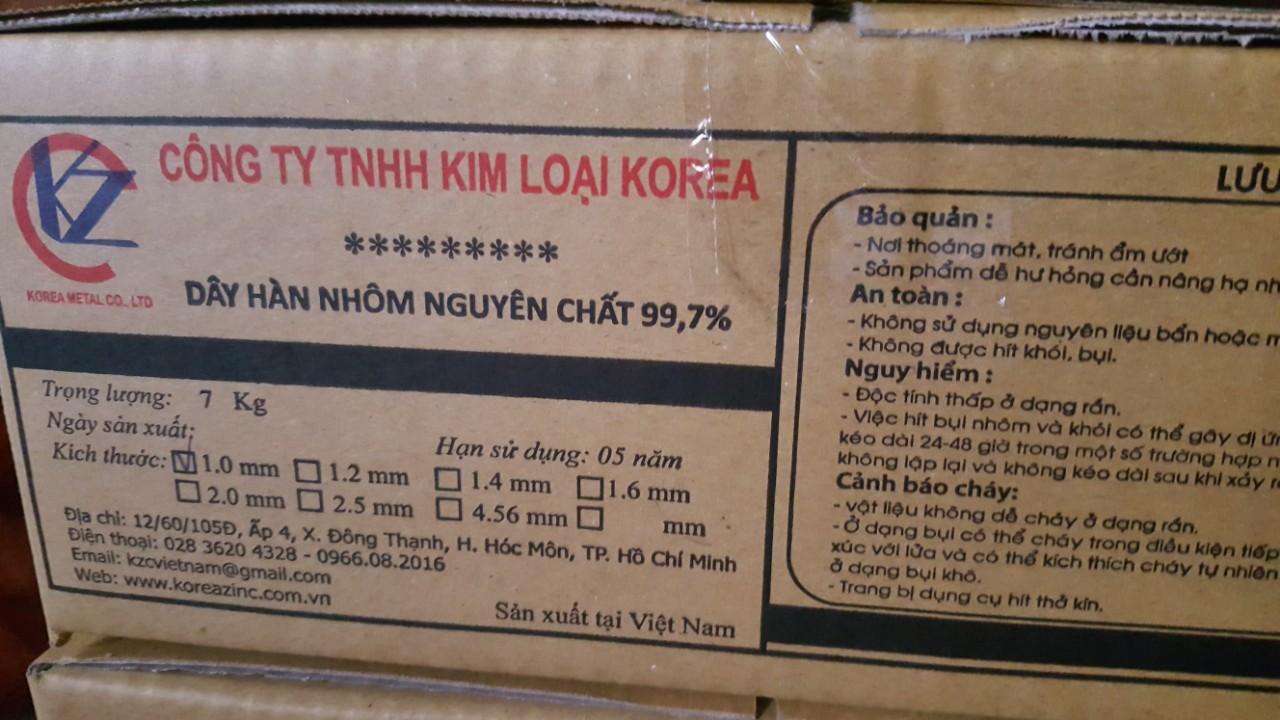 KZ
KOREA METAL CO., LTD
CÔNG TY TNHH KIM LOẠI KOREA
*********
DÂY HÀN NHÔM NGUYÊN CHẤT 99,7%
Trọng lượng: 7 Kg
Ngày sản xuất:
Hạn sử dụng: 05 năm
Kích thước: 1.0 mm 1.2 mm 1.4 mm 1.6 mm
2.0 mm 2.5 mm 4.56 mm mm
Địa chỉ: 12/60/105Đ, Ấp 4, X. Đông Thạnh, H. Hóc Môn, TP. Hồ Chí Minh
Điện thoại: 028 3620 4328 - 0966.08.2016
Email: kzcvietnam@gmail.com
Web: www.koreazinc.com.vn
Sản xuất tại Việt Nam
LƯU
Bảo quản :
- Nơi thoáng mát, tránh ẩm ướt
- Sản phẩm dễ hư hỏng cần nâng hạ
An toàn :
- Không sử dụng nguyên liệu bẩn hoặc
- Không được hít khói, bụi.
Nguy hiểm :
- Độc tính thấp ở dạng rắn.
- Việc hít bụi nhôm và khói có thể gây dị
kéo dài 24-48 giờ trong một số trường hợp
không lặp lại và không kéo dài sau khi xảy
Cảnh báo cháy:
- vật liệu không dễ cháy ở dạng rắn.
- Ở dạng bụi có thể cháy trong điều kiện tiếp
xúc với lửa và có thể kích thích cháy tự nhiên
ở dạng bụi khô.
- Trang bị dụng cụ hít thở kín.